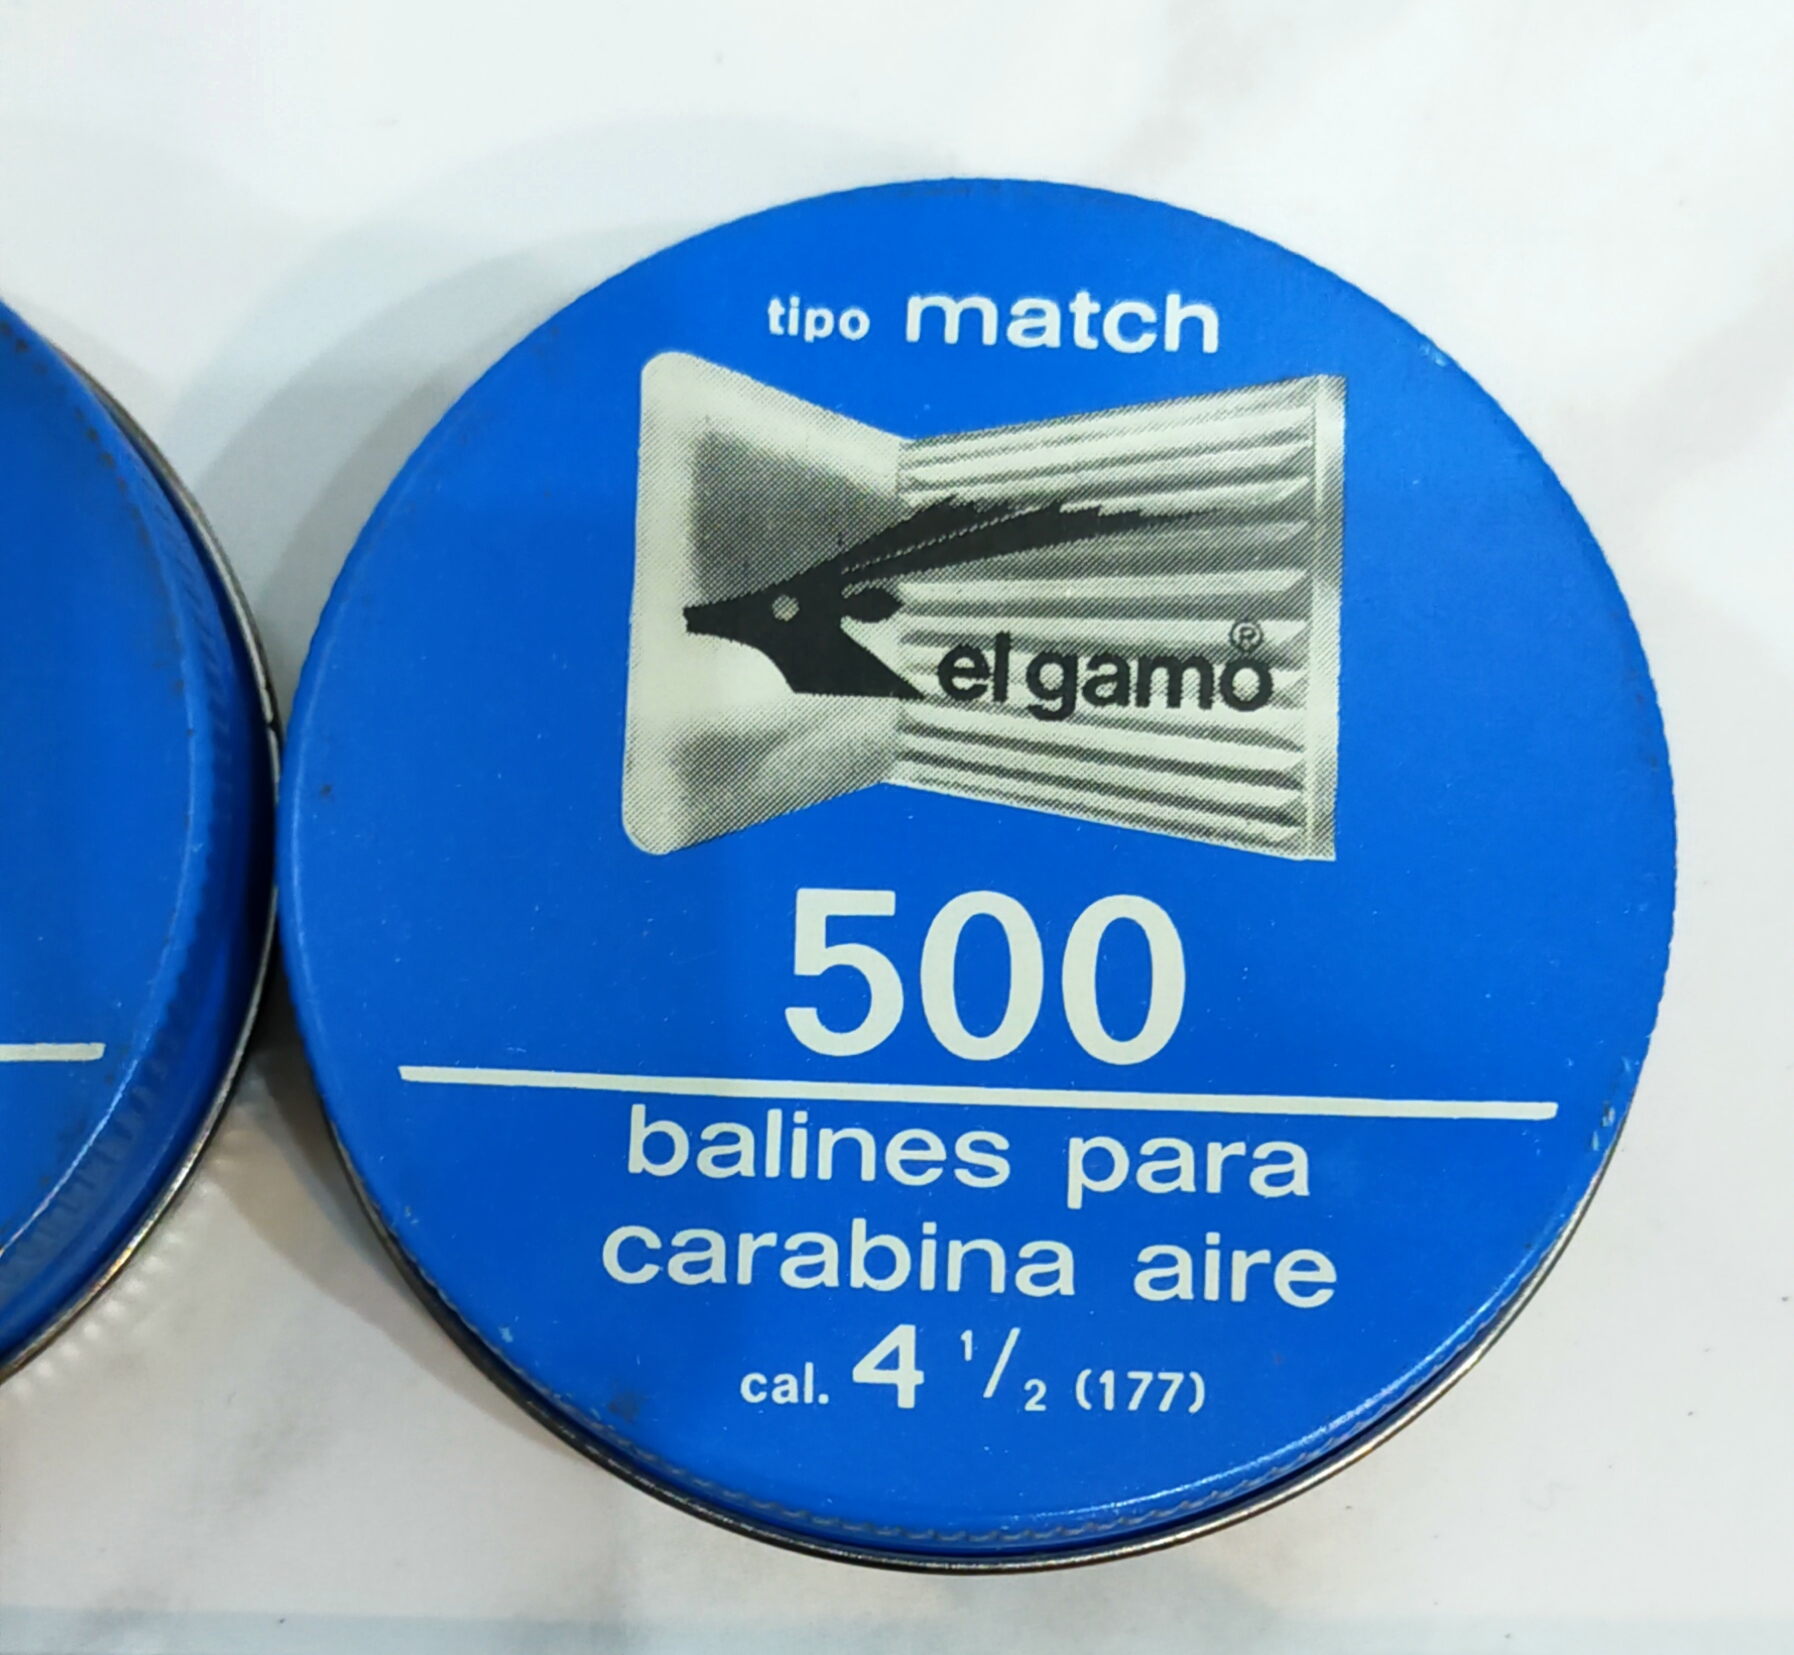 tipo match
el gamo®
500
balines para
carabina aire
cal. 4 1/2 (177)